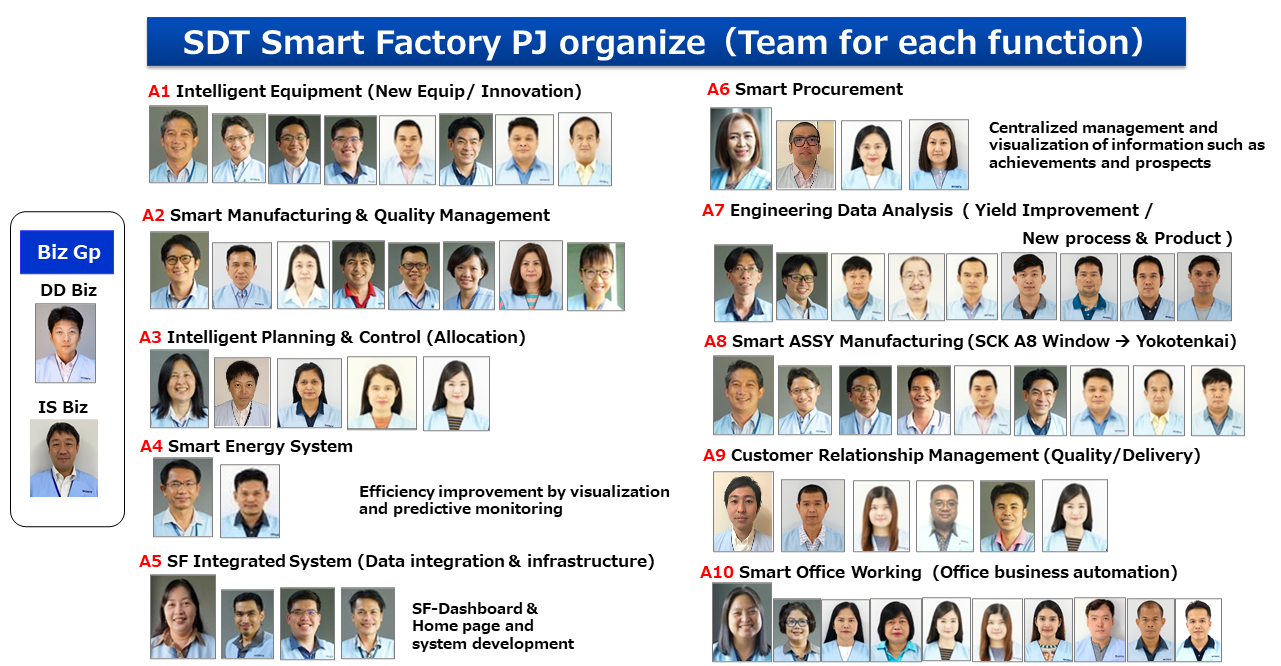 SDT Smart Factory PJ organize（Team for each function）
Biz Gp
DD Biz
IS Biz
A1 Intelligent Equipment (New Equip/ Innovation)
A2 Smart Manufacturing & Quality Management
A3 Intelligent Planning & Control (Allocation)
A4 Smart Energy System
Efficiency improvement by visualization
and predictive monitoring
A5 SF Integrated System (Data integration & infrastructure)
SF-Dashboard &
Home page and
system development
A6 Smart Procurement
Centralized management and
visualization of information such as
achievements and prospects
A7 Engineering Data Analysis ( Yield Improvement /
New process & Product )
A8 Smart ASSY Manufacturing (SCK A8 Window → Yokotenkai)
A9 Customer Relationship Management (Quality/Delivery)
A10 Smart Office Working (Office business automation)